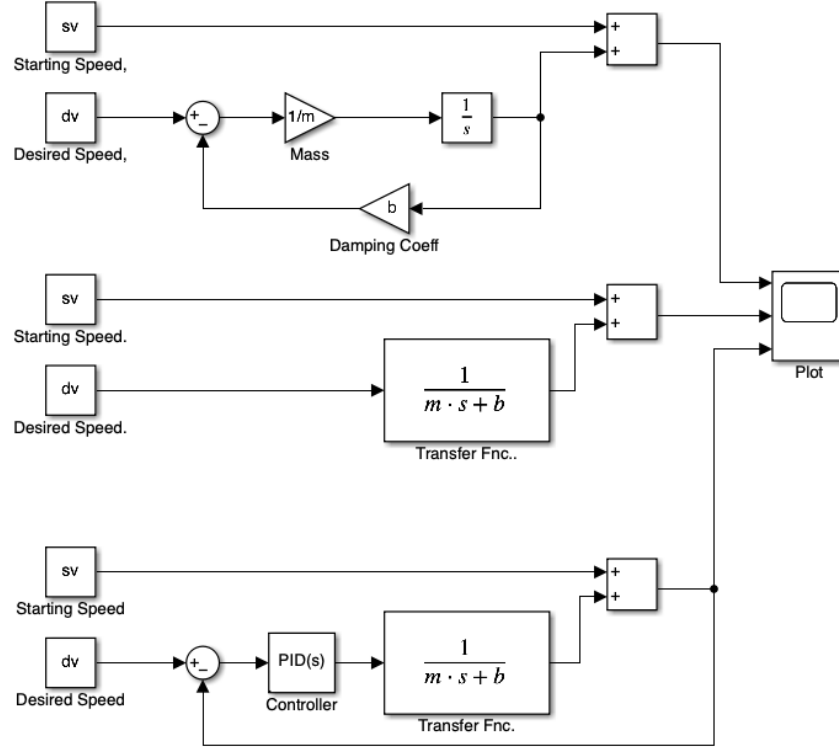 sv
+
+
Starting Speed,
dv
+
−
1/m
1
s
Desired Speed,
Mass
b
Damping Coeff
sv
+
+
Starting Speed.
Plot
dv
1
m · s + b
Desired Speed.
Transfer Fnc..
sv
+
+
Starting Speed
dv
+
−
PID(s)
1
m · s + b
Desired Speed
Controller
Transfer Fnc.